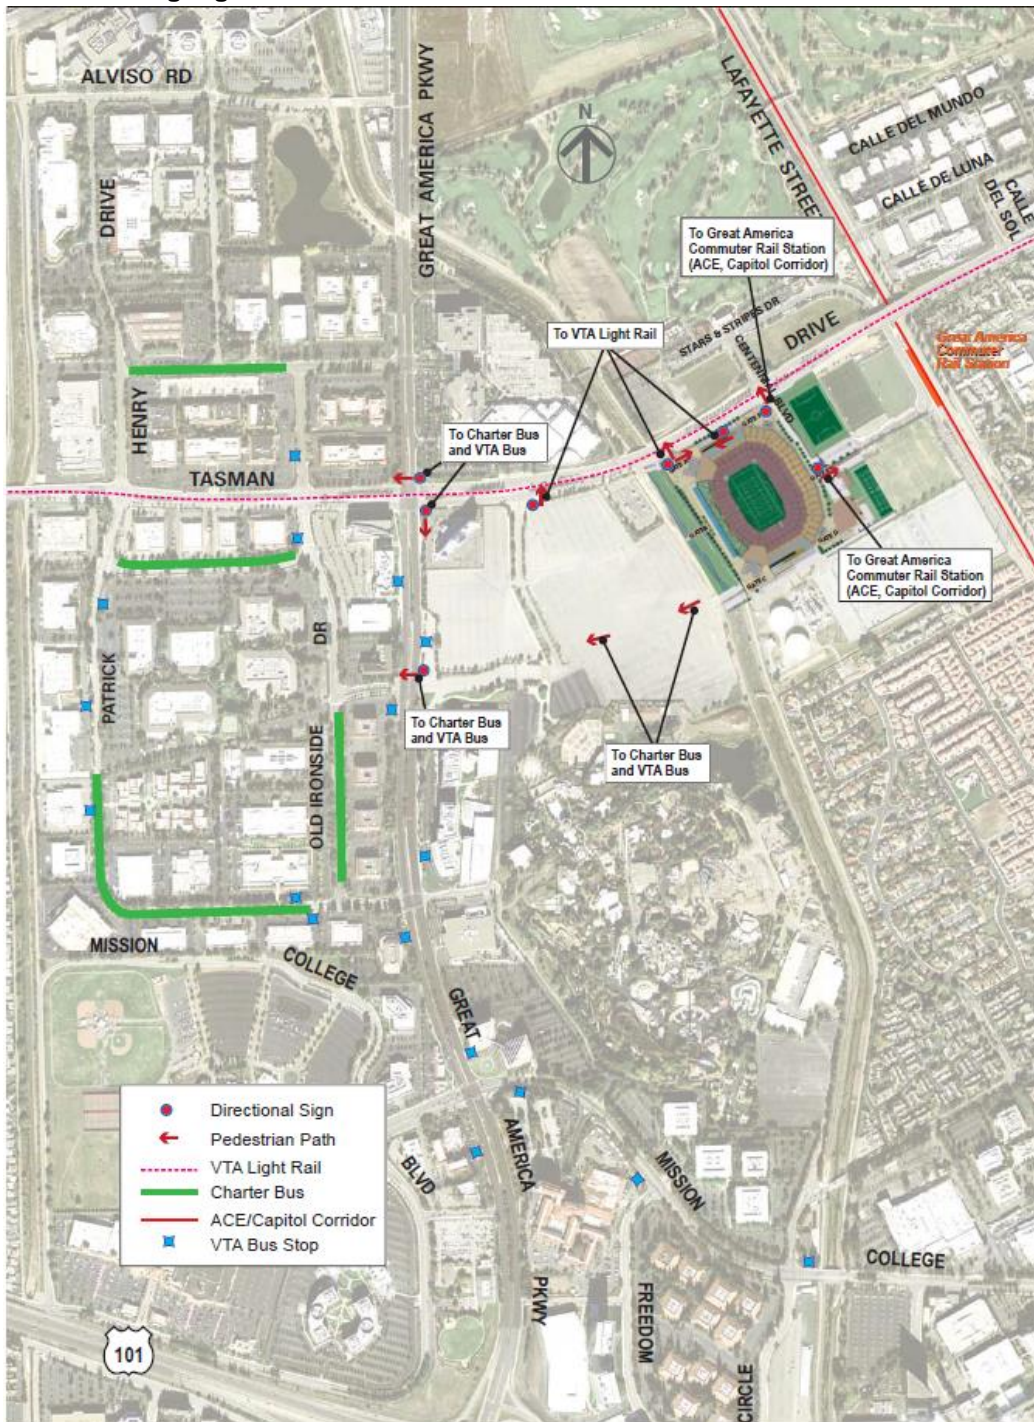 ALVISO RD
GREAT AMERICA PKWY
LAFAYETTE STREET
CALLE DEL MUNDO
CALLE DE LUNA
CALLE
DEL SOL
N
DRIVE
To Great America
Commuter Rail Station
(ACE, Capitol Corridor)
STARS & STRIPES DR
DRIVE
CENTENNIAL BLVD
To VTA Light Rail
Great America
Commuter
Rail Station
HENRY
To Charter Bus
and VTA Bus
TASMAN
To Great America
Commuter Rail Station
(ACE, Capitol Corridor)
DR
PATRICK
To Charter Bus
and VTA Bus
To Charter Bus
and VTA Bus
OLD IRONSIDE
MISSION
COLLEGE
GREAT
AMERICA
PKWY
Directional Sign
Pedestrian Path
VTA Light Rail
Charter Bus
ACE/Capitol Corridor
VTA Bus Stop
BLVD
MISSION
COLLEGE
FREEDOM
CIRCLE
101